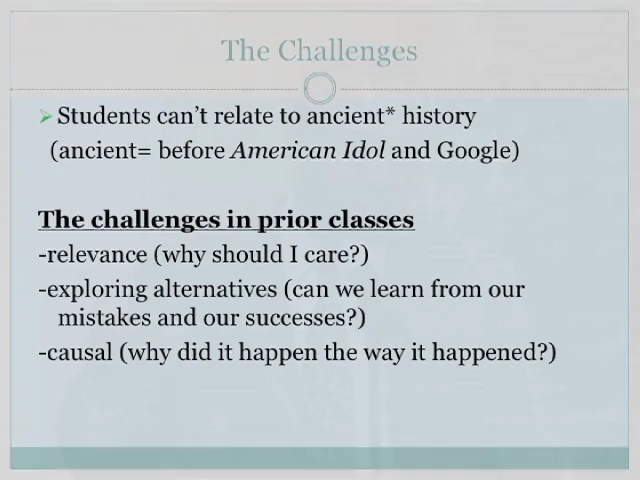 The Challenges
Students can't relate to ancient* history
(ancient= before American Idol and Google)
The challenges in prior classes
-relevance (why should I care?)
-exploring alternatives (can we learn from our
mistakes and our successes?)
-causal (why did it happen the way it happened?)